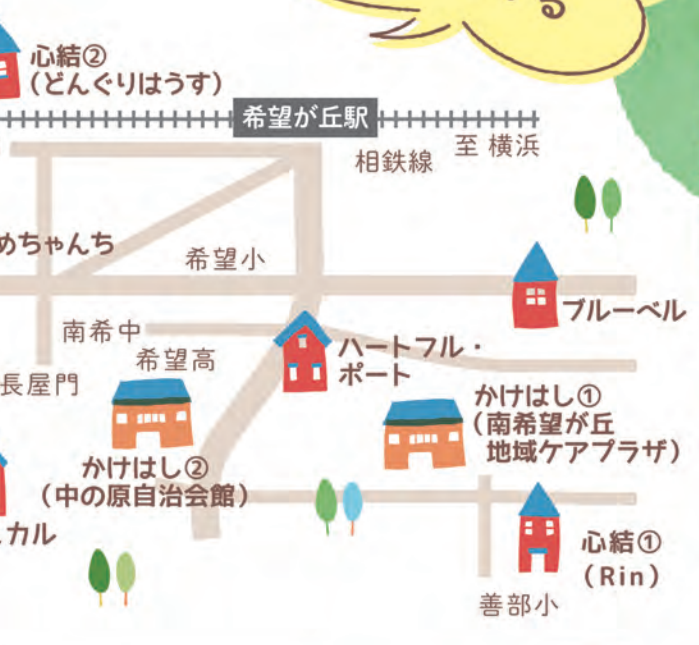 心結②
(どんぐりはうす)
希望が丘駅
相鉄線
至 横浜
めちゃんち
希望小
ブルーベル
南希中
希望高
ハートフル・
ポート
長屋門
かけはし①
(南希望が丘
地域ケアプラザ)
かけはし②
(中の原自治会館)
カル
心結①
(Rin)
善部小